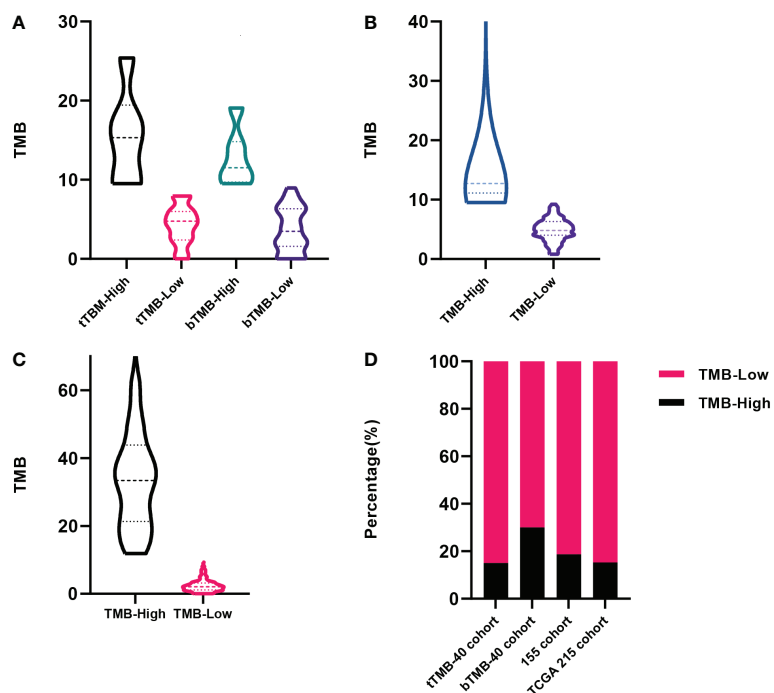 A
TMB
30
20
10
0
tTBM-High
tTMB-Low
bTMB-High
bTMB-Low
B
TMB
40
30
20
10
0
TMB-High
TMB-Low
C
TMB
60
40
20
0
TMB-High
TMB-Low
D
Percentage(%)
100
80
60
40
20
0
tTMB-40 cohort
bTMB-40 cohort
155 cohort
TCGA 215 cohort
TMB-Low
TMB-High